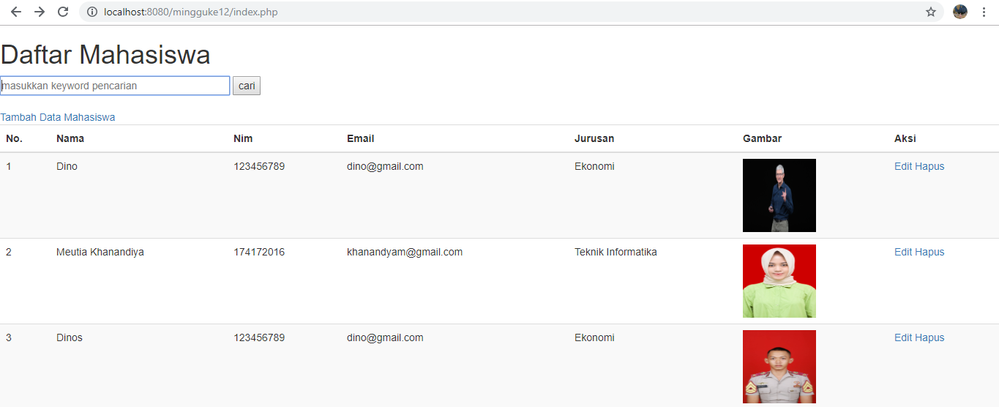 localhost:8080/mingguke12/index.php
Daftar Mahasiswa
masukkan keyword pencarian cari
Tambah Data Mahasiswa
No. Nama Nim Email Jurusan Gambar Aksi
1 Dino 123456789 dino@gmail.com Ekonomi Edit Hapus
2 Meutia Khanandiya 174172016 khanandyam@gmail.com Teknik Informatika Edit Hapus
3 Dinos 123456789 dino@gmail.com Ekonomi Edit Hapus